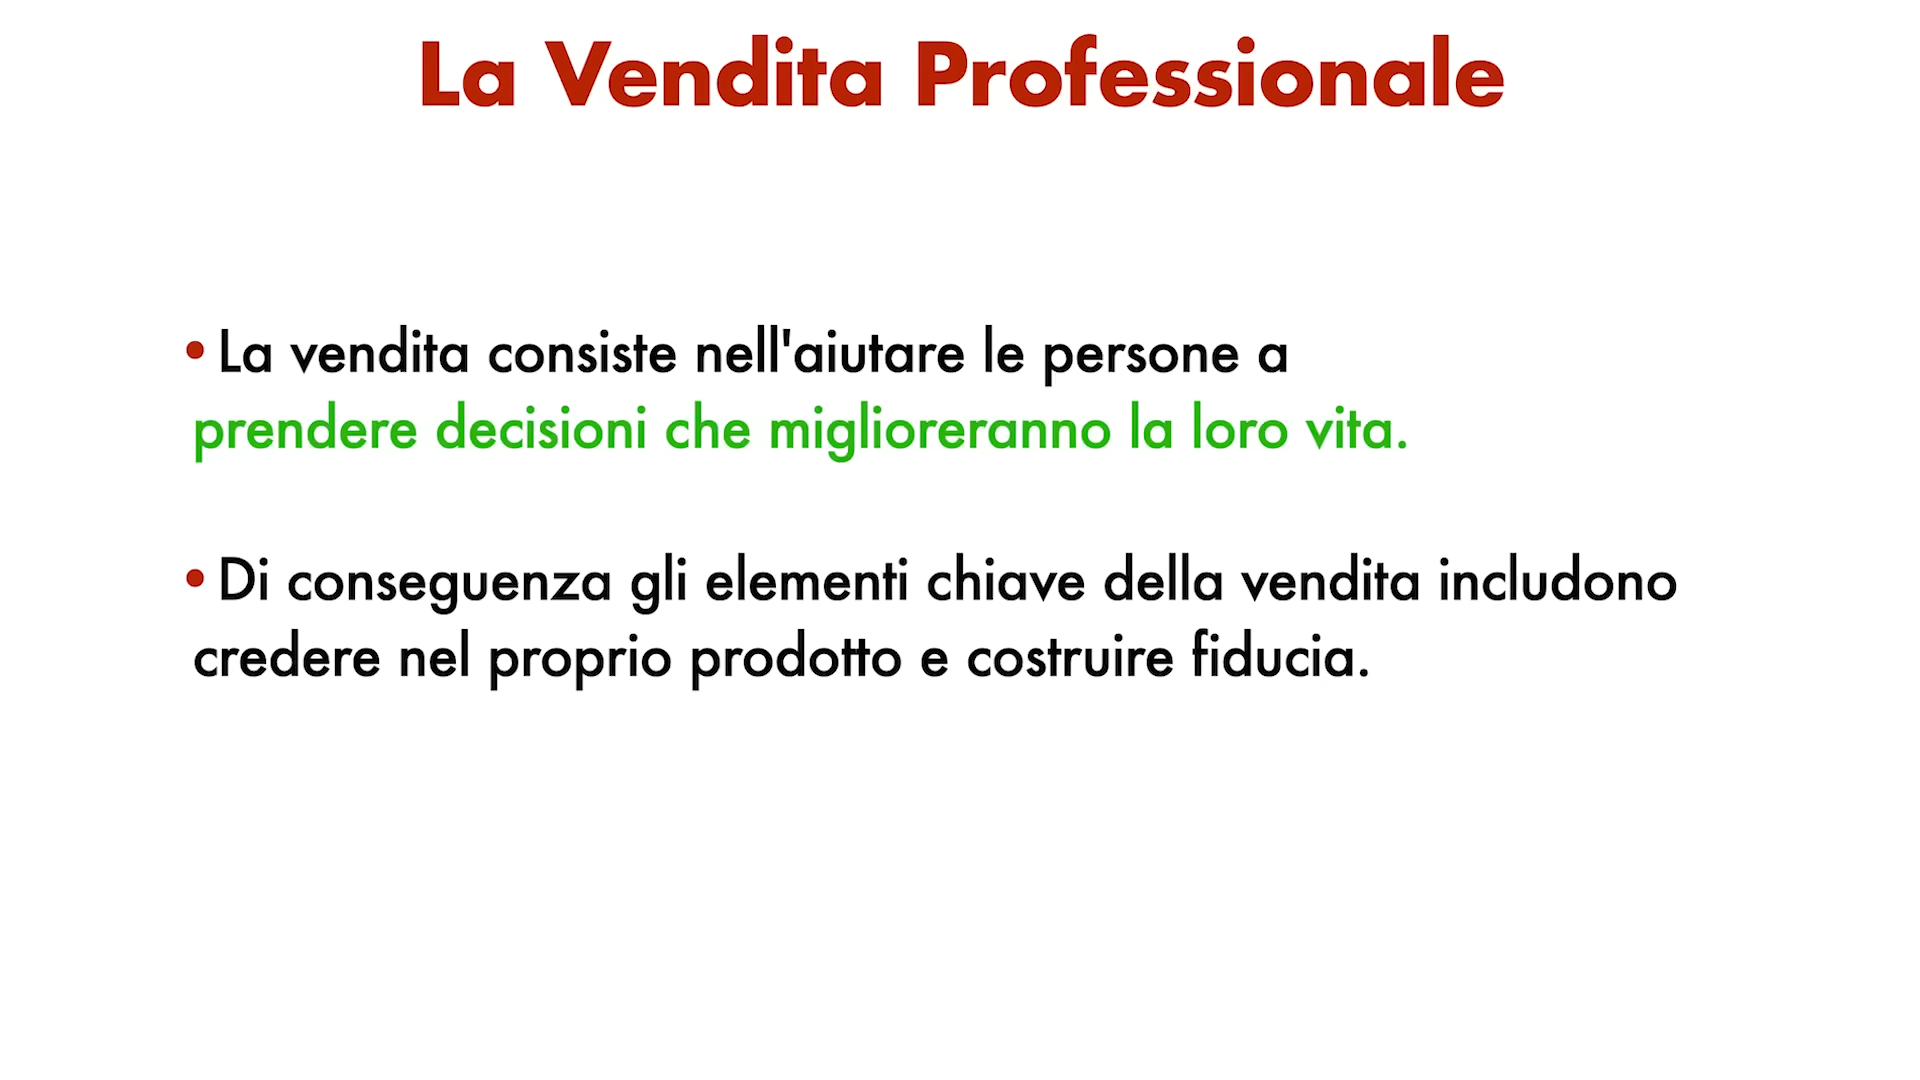 La Vendita Professionale
• La vendita consiste nell'aiutare le persone a
prendere decisioni che miglioreranno la loro vita.
• Di conseguenza gli elementi chiave della vendita includono
credere nel proprio prodotto e costruire fiducia.